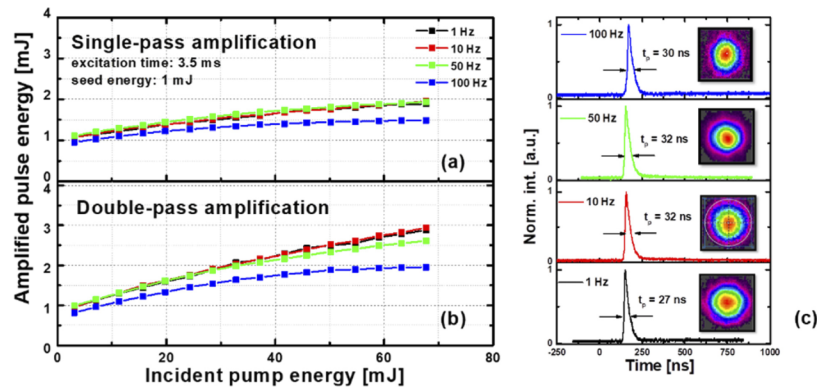 Amplified pulse energy [mJ]
4
3
2
1
Single-pass amplification
excitation time: 3.5 ms
seed energy: 1 mJ
1 Hz
10 Hz
50 Hz
100 Hz
(a)
4
3
2
1
0
Double-pass amplification
(b)
0 20 40 60 80
Incident pump energy [mJ]
Norm. int. [a.u.]
1
0
100 Hz
tp = 30 ns
1
0
50 Hz
tp = 32 ns
1
0
10 Hz
tp = 32 ns
1
0
1 Hz
tp = 27 ns
-250 0 250 500 750 1000
Time [ns]
(c)